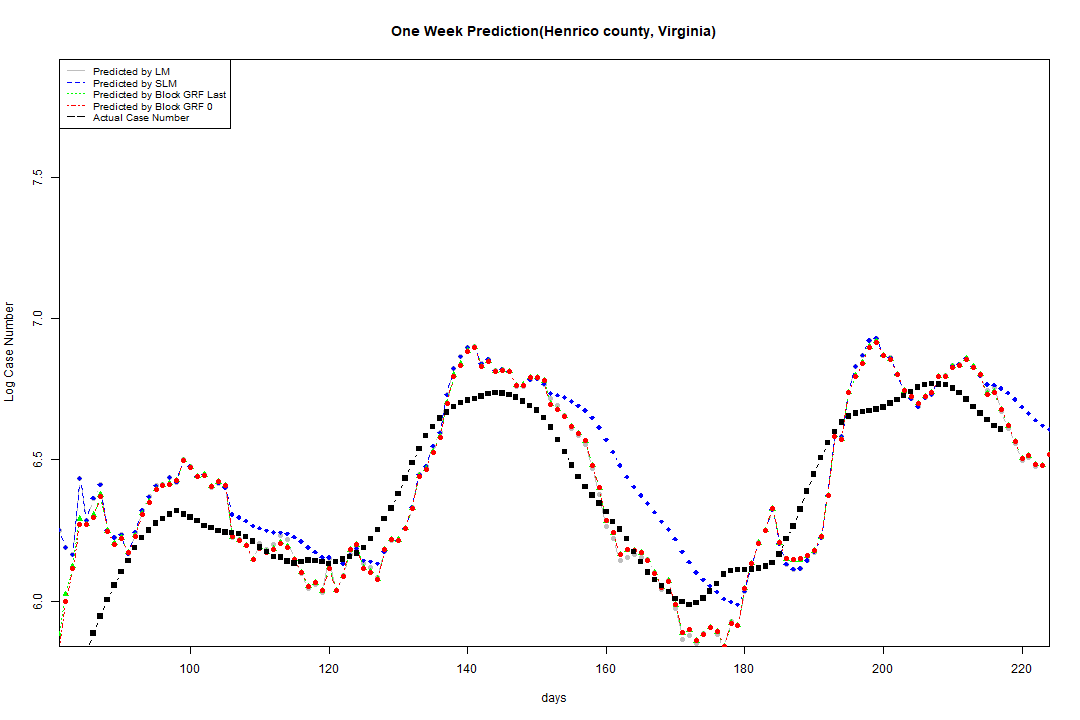 One Week Prediction(Henrico county, Virginia)
Predicted by LM
Predicted by SLM
Predicted by Block GRF Last
Predicted by Block GRF 0
Actual Case Number
7.5
7.0
6.5
6.0
Log Case Number
100 120 140 160 180 200 220
days